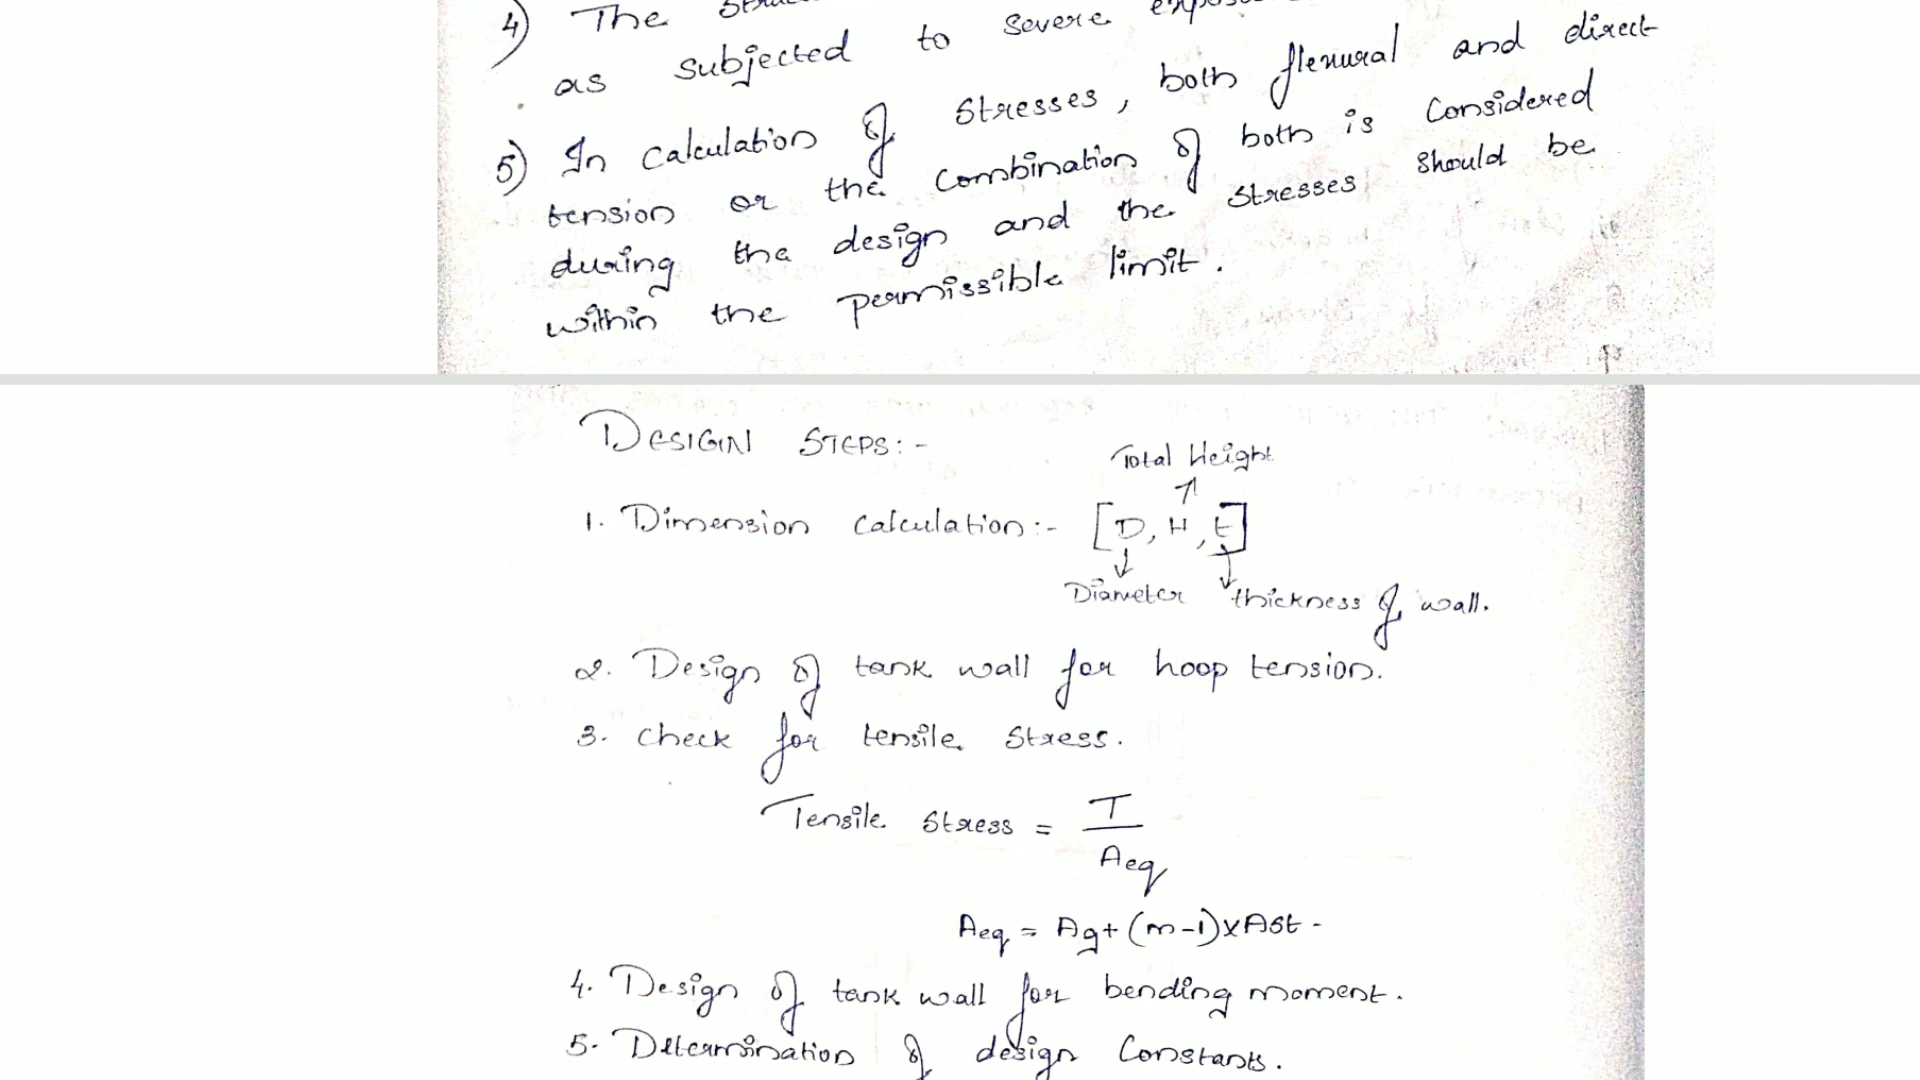 4) The
as subjected to severe
5) In calculation of stresses, both flexural and direct
tension or the combination of both is considered
during the design and the stresses should be
within the permissible limit.
DESIGN STEPS:-
Total Height
1. Dimension calculation:- [D, H, t]
Diameter thickness of wall.
2. Design of tank wall for hoop tension.
3. Check for tensile stress.
Tensile stress = T / Aeq
Aeq = Ag + (m-1)xAst.
4. Design of tank wall for bending moment.
5. Determination of design constants.